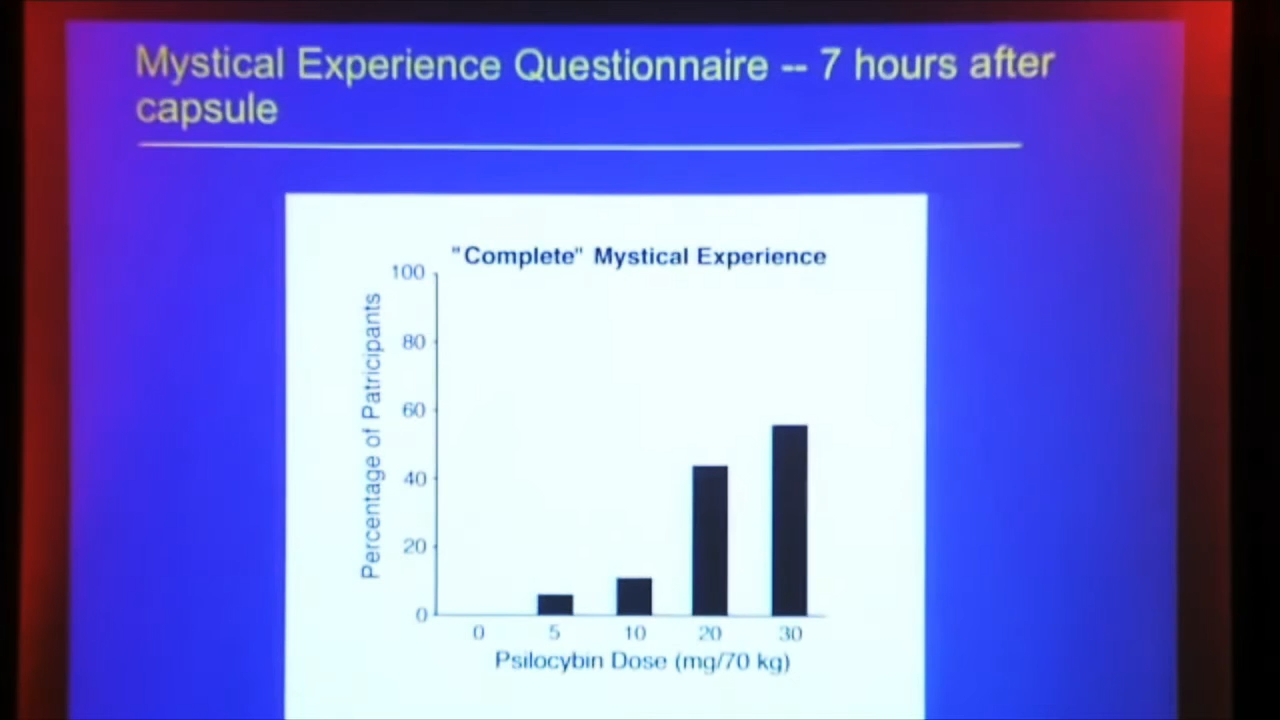 Mystical Experience Questionnaire -- 7 hours after
capsule
"Complete" Mystical Experience
Percentage of Patricipants
100
80
60
40
20
0
0 5 10 20 30
Psilocybin Dose (mg/70 kg)